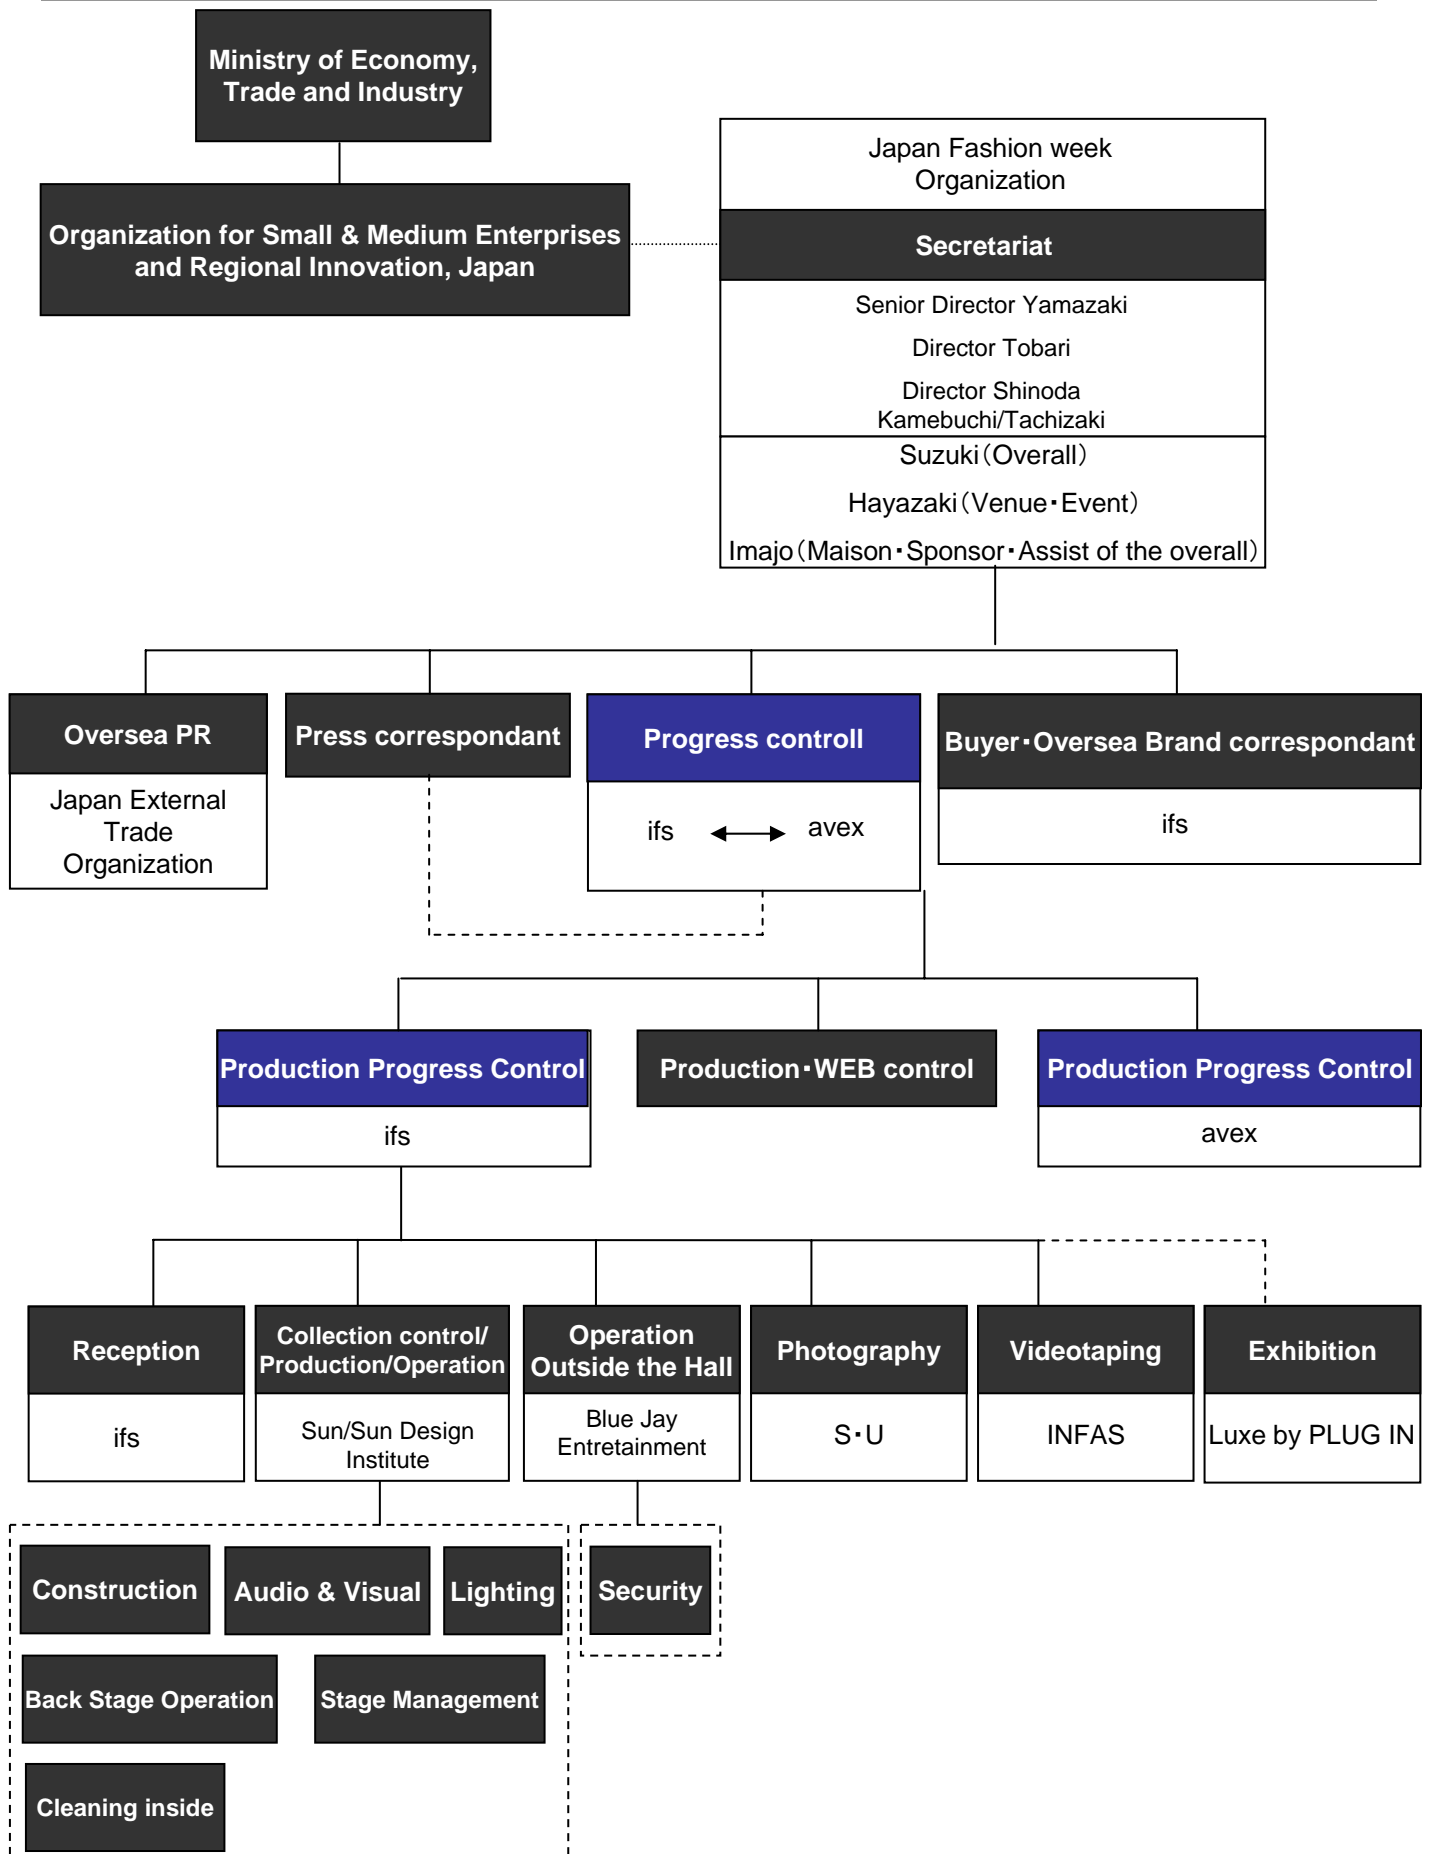 Ministry of Economy,
Trade and Industry
Organization for Small & Medium Enterprises
and Regional Innovation, Japan
Japan Fashion week
Organization
Secretariat
Senior Director Yamazaki
Director Tobari
Director Shinoda
Kamebuchi/Tachizaki
Suzuki（Overall）
Hayazaki（Venue・Event）
Imajo（Maison・Sponsor・Assist of the overall）
Oversea PR
Japan External
Trade
Organization
Press correspondant
Progress controll
ifs
avex
Buyer・Oversea Brand correspondant
ifs
Production Progress Control
ifs
Production・WEB control
Production Progress Control
avex
Reception
ifs
Collection control/
Production/Operation
Sun/Sun Design
Institute
Operation
Outside the Hall
Blue Jay
Entretainment
Photography
S・U
Videotaping
INFAS
Exhibition
Luxe by PLUG IN
Construction
Audio & Visual
Lighting
Security
Back Stage Operation
Stage Management
Cleaning inside